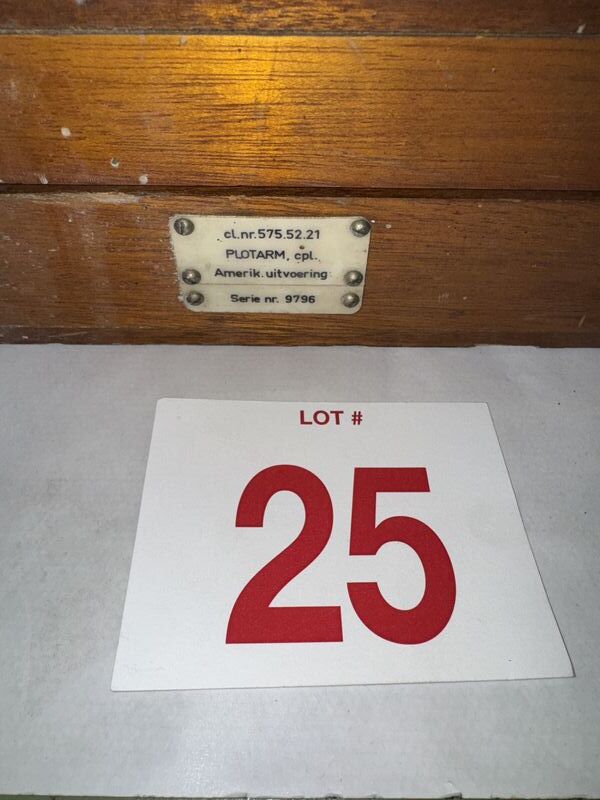 cl.nr.575.52.21
PLOTARM, cpl.
Amerik. uitvoering
Serie nr. 9796
LOT #
25